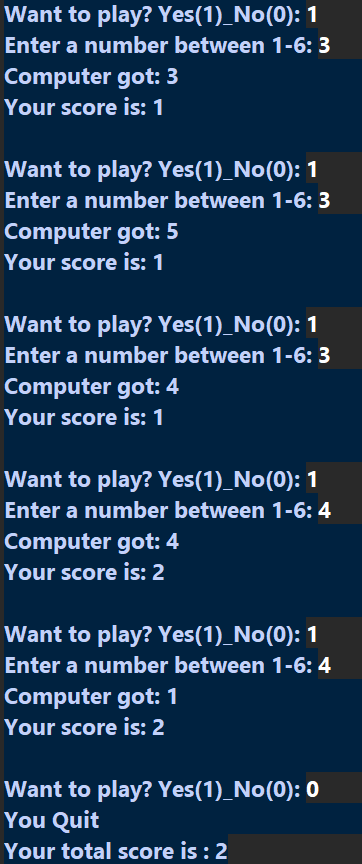 Want to play? Yes(1)_No(0): 1
Enter a number between 1-6: 3
Computer got: 3
Your score is: 1
Want to play? Yes(1)_No(0): 1
Enter a number between 1-6: 3
Computer got: 5
Your score is: 1
Want to play? Yes(1)_No(0): 1
Enter a number between 1-6: 3
Computer got: 4
Your score is: 1
Want to play? Yes(1)_No(0): 1
Enter a number between 1-6: 4
Computer got: 4
Your score is: 2
Want to play? Yes(1)_No(0): 1
Enter a number between 1-6: 4
Computer got: 1
Your score is: 2
Want to play? Yes(1)_No(0): 0
You Quit
Your total score is : 2